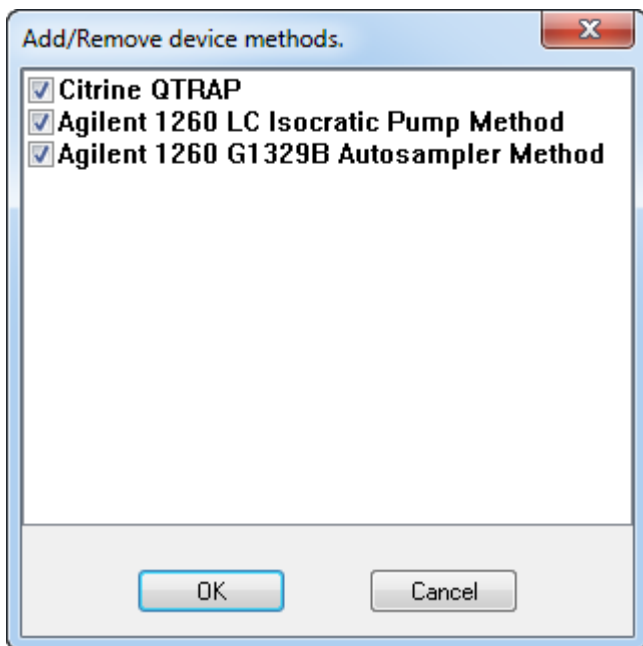 Add/Remove device methods.
Citrine QTRAP
Agilent 1260 LC Isocratic Pump Method
Agilent 1260 G1329B Autosampler Method
OK
Cancel